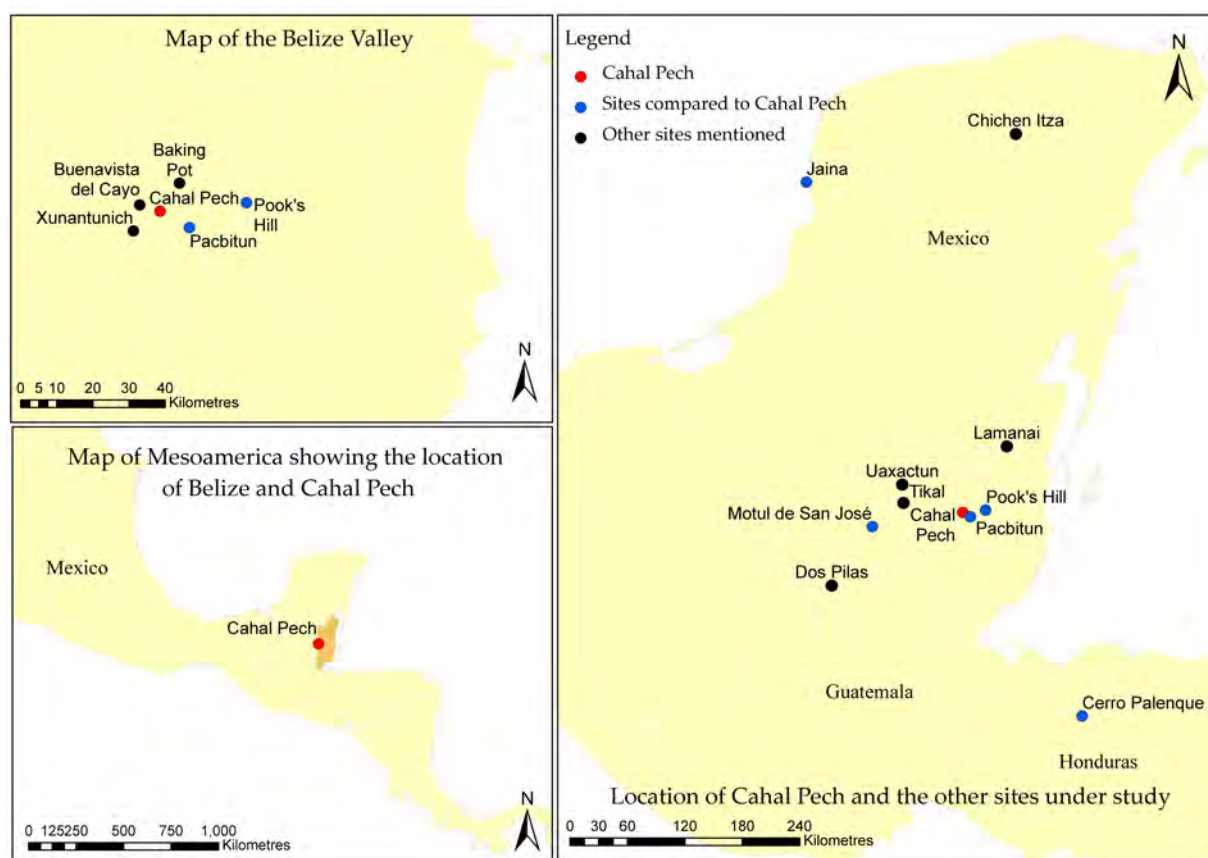 Map of the Belize Valley
Baking
Pot
Buenavista
del Cayo
Cahal Pech
Pook's
Hill
Xunantunich
Pacbitun
N
0 5 10 20 30 40
Kilometres
Map of Mesoamerica showing the location
of Belize and Cahal Pech
Mexico
Cahal Pech
N
0 125250 500 750 1,000
Kilometres
Legend
Cahal Pech
Sites compared to Cahal Pech
Other sites mentioned
N
Chichen Itza
Jaina
Mexico
Lamanai
Uaxactun
Tikal
Pook's Hill
Motul de San José
Cahal
Pech
Pacbitun
Dos Pilas
Guatemala
Cerro Palenque
Honduras
Location of Cahal Pech and the other sites under study
0 30 60 120 180 240
Kilometres